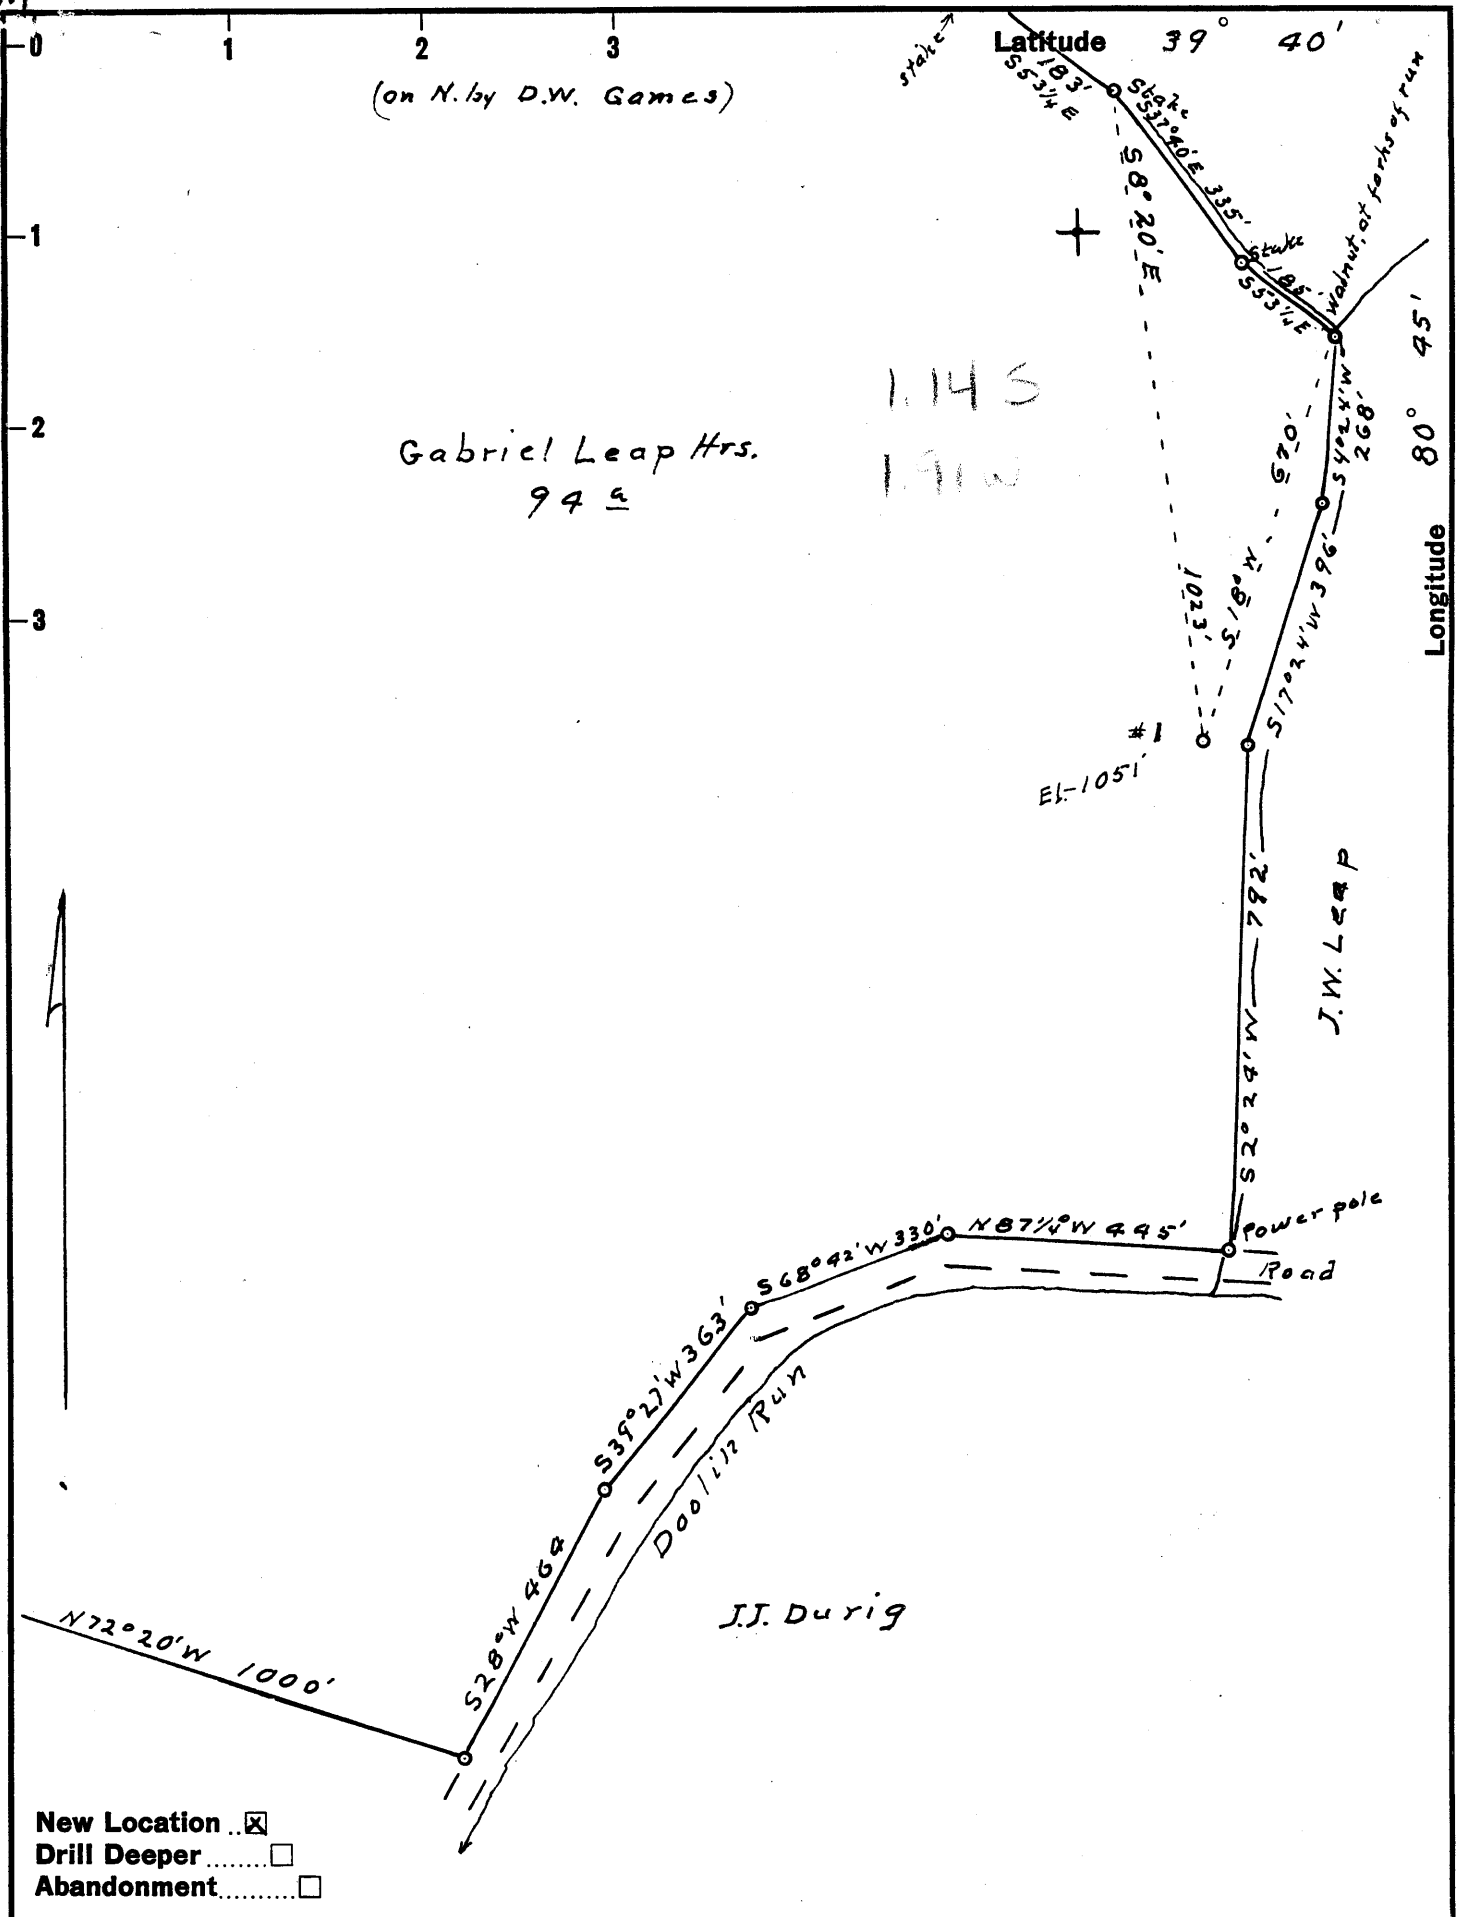 0 1 2 3
Latitude 39° 40'
(on N. by D.W. Games)
stake
183'
S53¼E
Stake
S37°40'E 335'
Stake
185'
S53¼E
Walnut, at forks of run
S8°20'E
1023'
1
2
3
1.14 S
1.91 W
Gabriel Leap Hrs.
94 a
S18°W 670'
S4°24'W
268'
Longitude 80° 45'
S17°24'W 396'
#1
El-1051'
S2°24'W 792'
J.W. Leap
Power pole
N87¼°W 445'
S68°42'W 330'
Road
S39°27'W 363'
Doolin Run
S28°W 464
J.J. Durig
N72°20'W 1000'
New Location ..☒
Drill Deeper ........☐
Abandonment..........☐